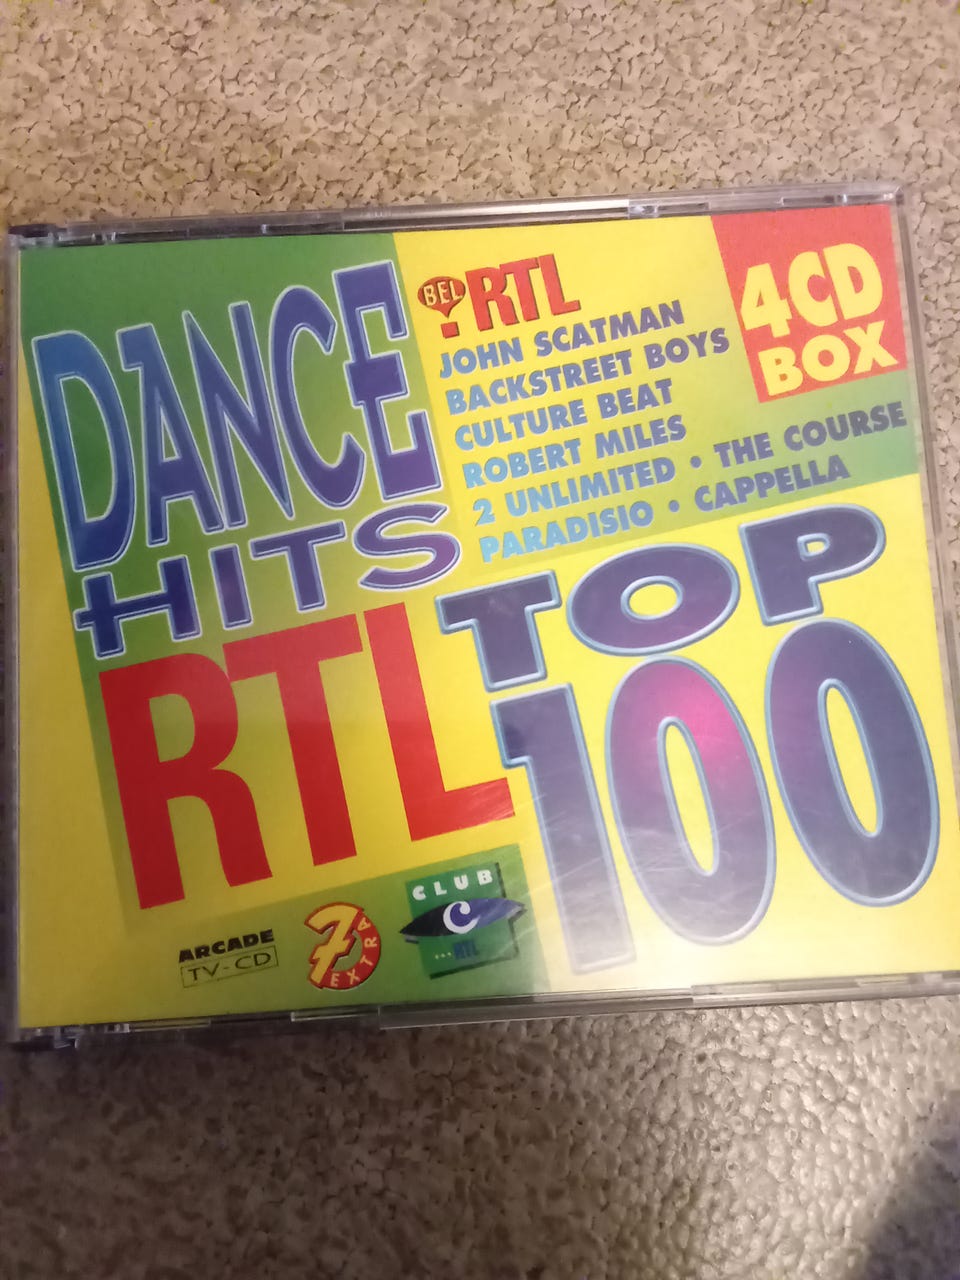 DANCE
HITS
RTL
TOP
100
BEL RTL
JOHN SCATMAN
BACKSTREET BOYS
CULTURE BEAT
ROBERT MILES
2 UNLIMITED • THE COURSE
PARADISIO • CAPPELLA
4CD
BOX
ARCADE
TV-CD
7
EXTRA
CLUB
C
...RTL